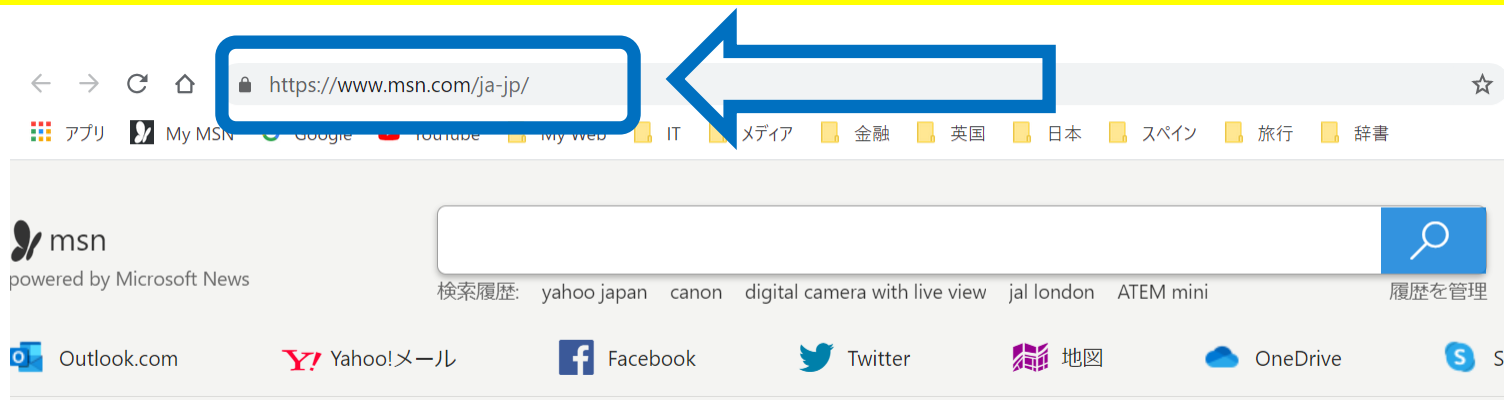 https://www.msn.com/ja-jp/
アプリ My MSN Google YouTube My Web IT メディア 金融 英国 日本 スペイン 旅行 辞書
msn
powered by Microsoft News
検索履歴: yahoo japan canon digital camera with live view jal london ATEM mini 履歴を管理
Outlook.com Yahoo!メール Facebook Twitter 地図 OneDrive